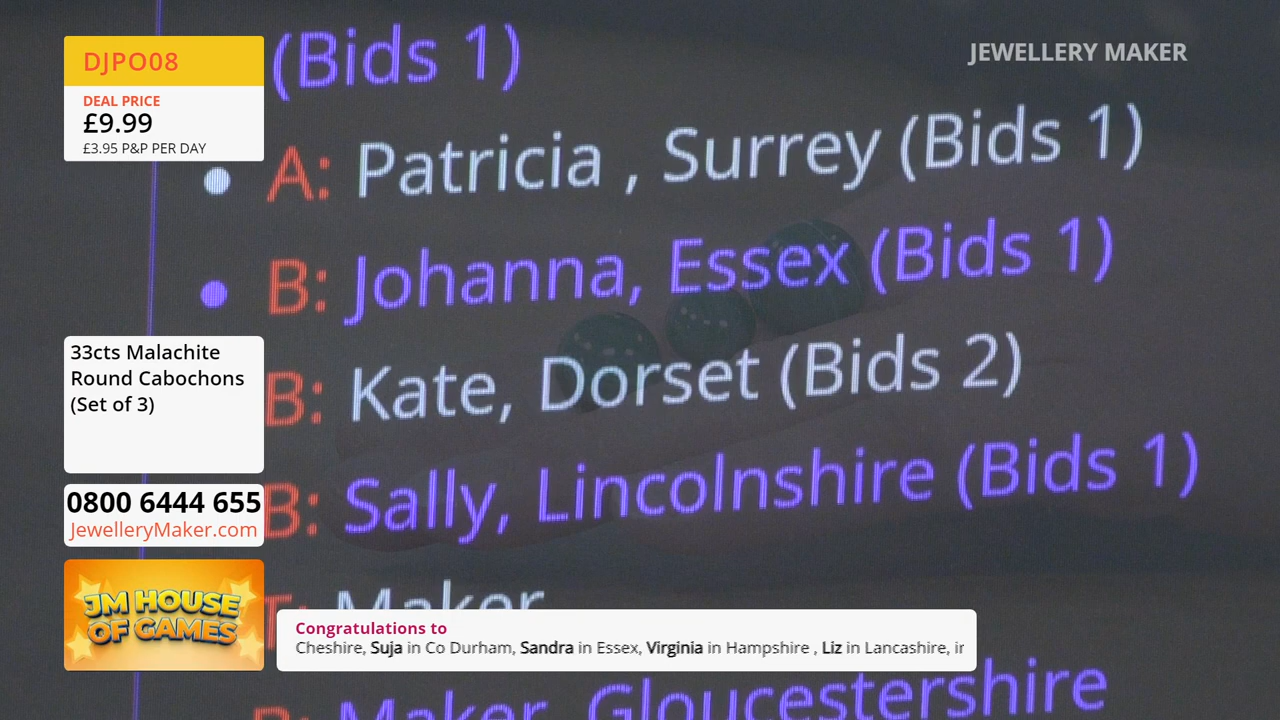 DJPO08
DEAL PRICE
£9.99
£3.95 P&P PER DAY
JEWELLERY MAKER
(Bids 1)
A: Patricia , Surrey (Bids 1)
B: Johanna, Essex (Bids 1)
B: Kate, Dorset (Bids 2)
B: Sally, Lincolnshire (Bids 1)
T: Maker
B: Maker, Gloucestershire
33cts Malachite
Round Cabochons
(Set of 3)
0800 6444 655
JewelleryMaker.com
JM HOUSE
OF GAMES
Congratulations to
Cheshire, Suja in Co Durham, Sandra in Essex, Virginia in Hampshire , Liz in Lancashire, ir